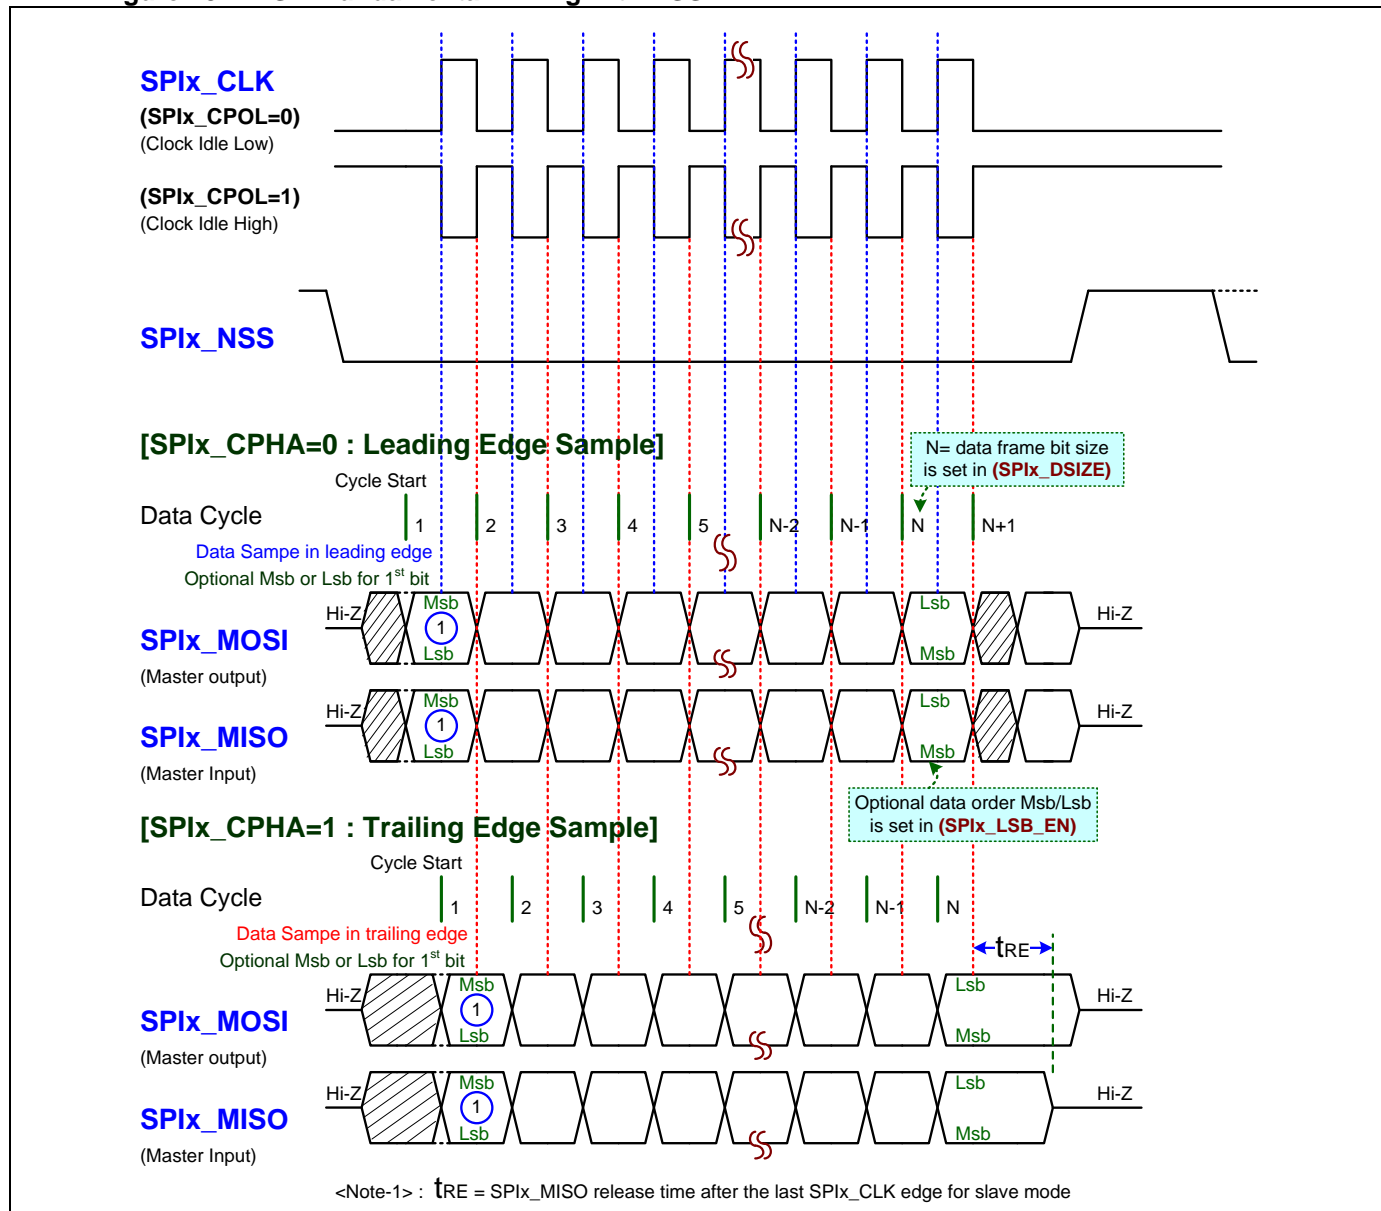 SPIx_CLK
(SPIx_CPOL=0)
(Clock Idle Low)
(SPIx_CPOL=1)
(Clock Idle High)
SPIx_NSS
[SPIx_CPHA=0 : Leading Edge Sample]
N= data frame bit size
is set in (SPIx_DSIZE)
Cycle Start
Data Cycle
1 2 3 4 5 N-2 N-1 N N+1
Data Sampe in leading edge
Optional Msb or Lsb for 1st bit
Hi-Z Msb Lsb Hi-Z
SPIx_MOSI 1
Lsb Msb
(Master output)
Hi-Z Msb Lsb Hi-Z
SPIx_MISO 1
Lsb Msb
(Master Input)
Optional data order Msb/Lsb
is set in (SPIx_LSB_EN)
[SPIx_CPHA=1 : Trailing Edge Sample]
Cycle Start
Data Cycle
1 2 3 4 5 N-2 N-1 N
Data Sampe in trailing edge
tRE
Optional Msb or Lsb for 1st bit
Hi-Z Msb Lsb Hi-Z
SPIx_MOSI 1
Lsb Msb
(Master output)
Hi-Z Msb Lsb Hi-Z
SPIx_MISO 1
Lsb Msb
(Master Input)
<Note-1> : tRE = SPIx_MISO release time after the last SPIx_CLK edge for slave mode